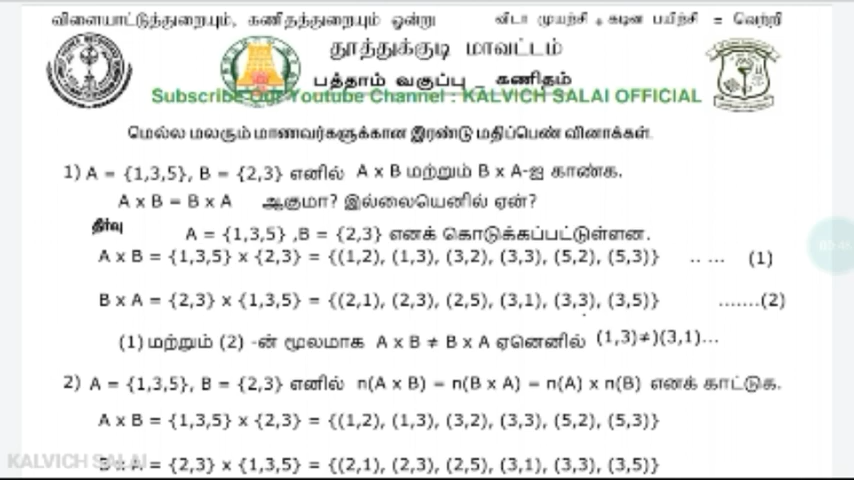 விளையாட்டுத்துறையும், கணிதத்துறையும் ஒன்று விடா முயற்சி + கடின பயிற்சி = வெற்றி
தூத்துக்குடி மாவட்டம்
பத்தாம் வகுப்பு _ கணிதம்
Subscribe Our Youtube Channel : KALVICH SALAI OFFICIAL
மெல்ல மலரும் மாணவர்களுக்கான இரண்டு மதிப்பெண் வினாக்கள்.
1) A = {1,3,5}, B = {2,3} எனில் A x B மற்றும் B x A-ஐ காண்க.
A x B = B x A ஆகுமா? இல்லையெனில் ஏன்?
தீர்வு
A = {1,3,5} ,B = {2,3} எனக் கொடுக்கப்பட்டுள்ளன.
A x B = {1,3,5} x {2,3} = {(1,2), (1,3), (3,2), (3,3), (5,2), (5,3)} .. ... (1)
B x A = {2,3} x {1,3,5} = {(2,1), (2,3), (2,5), (3,1), (3,3), (3,5)} .......(2)
(1) மற்றும் (2) -ன் மூலமாக A x B ≠ B x A ஏனெனில் (1,3)≠)(3,1)...
2) A = {1,3,5}, B = {2,3} எனில் n(A x B) = n(B x A) = n(A) x n(B) எனக் காட்டுக.
A x B = {1,3,5} x {2,3} = {(1,2), (1,3), (3,2), (3,3), (5,2), (5,3)}
KALVICH SALAI
B x A = {2,3} x {1,3,5} = {(2,1), (2,3), (2,5), (3,1), (3,3), (3,5)}